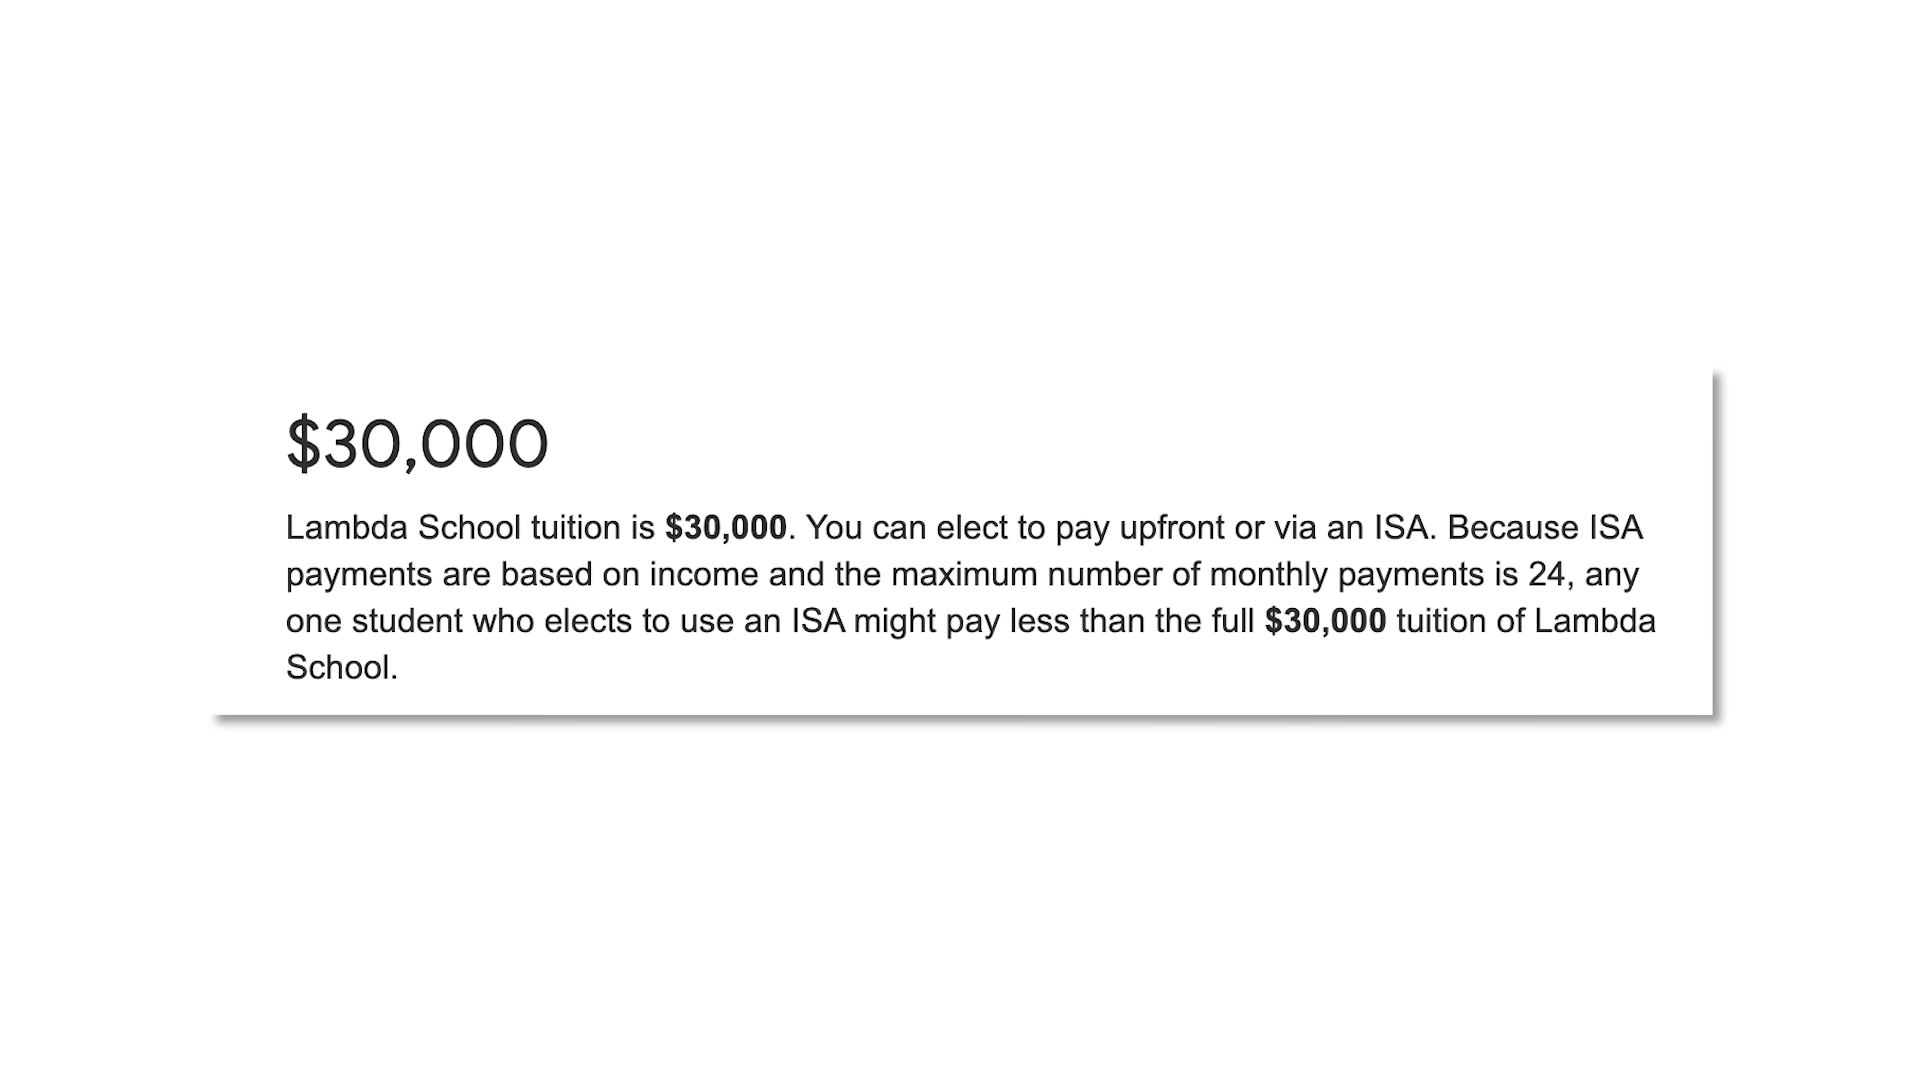 $30,000
Lambda School tuition is $30,000. You can elect to pay upfront or via an ISA. Because ISA
payments are based on income and the maximum number of monthly payments is 24, any
one student who elects to use an ISA might pay less than the full $30,000 tuition of Lambda
School.